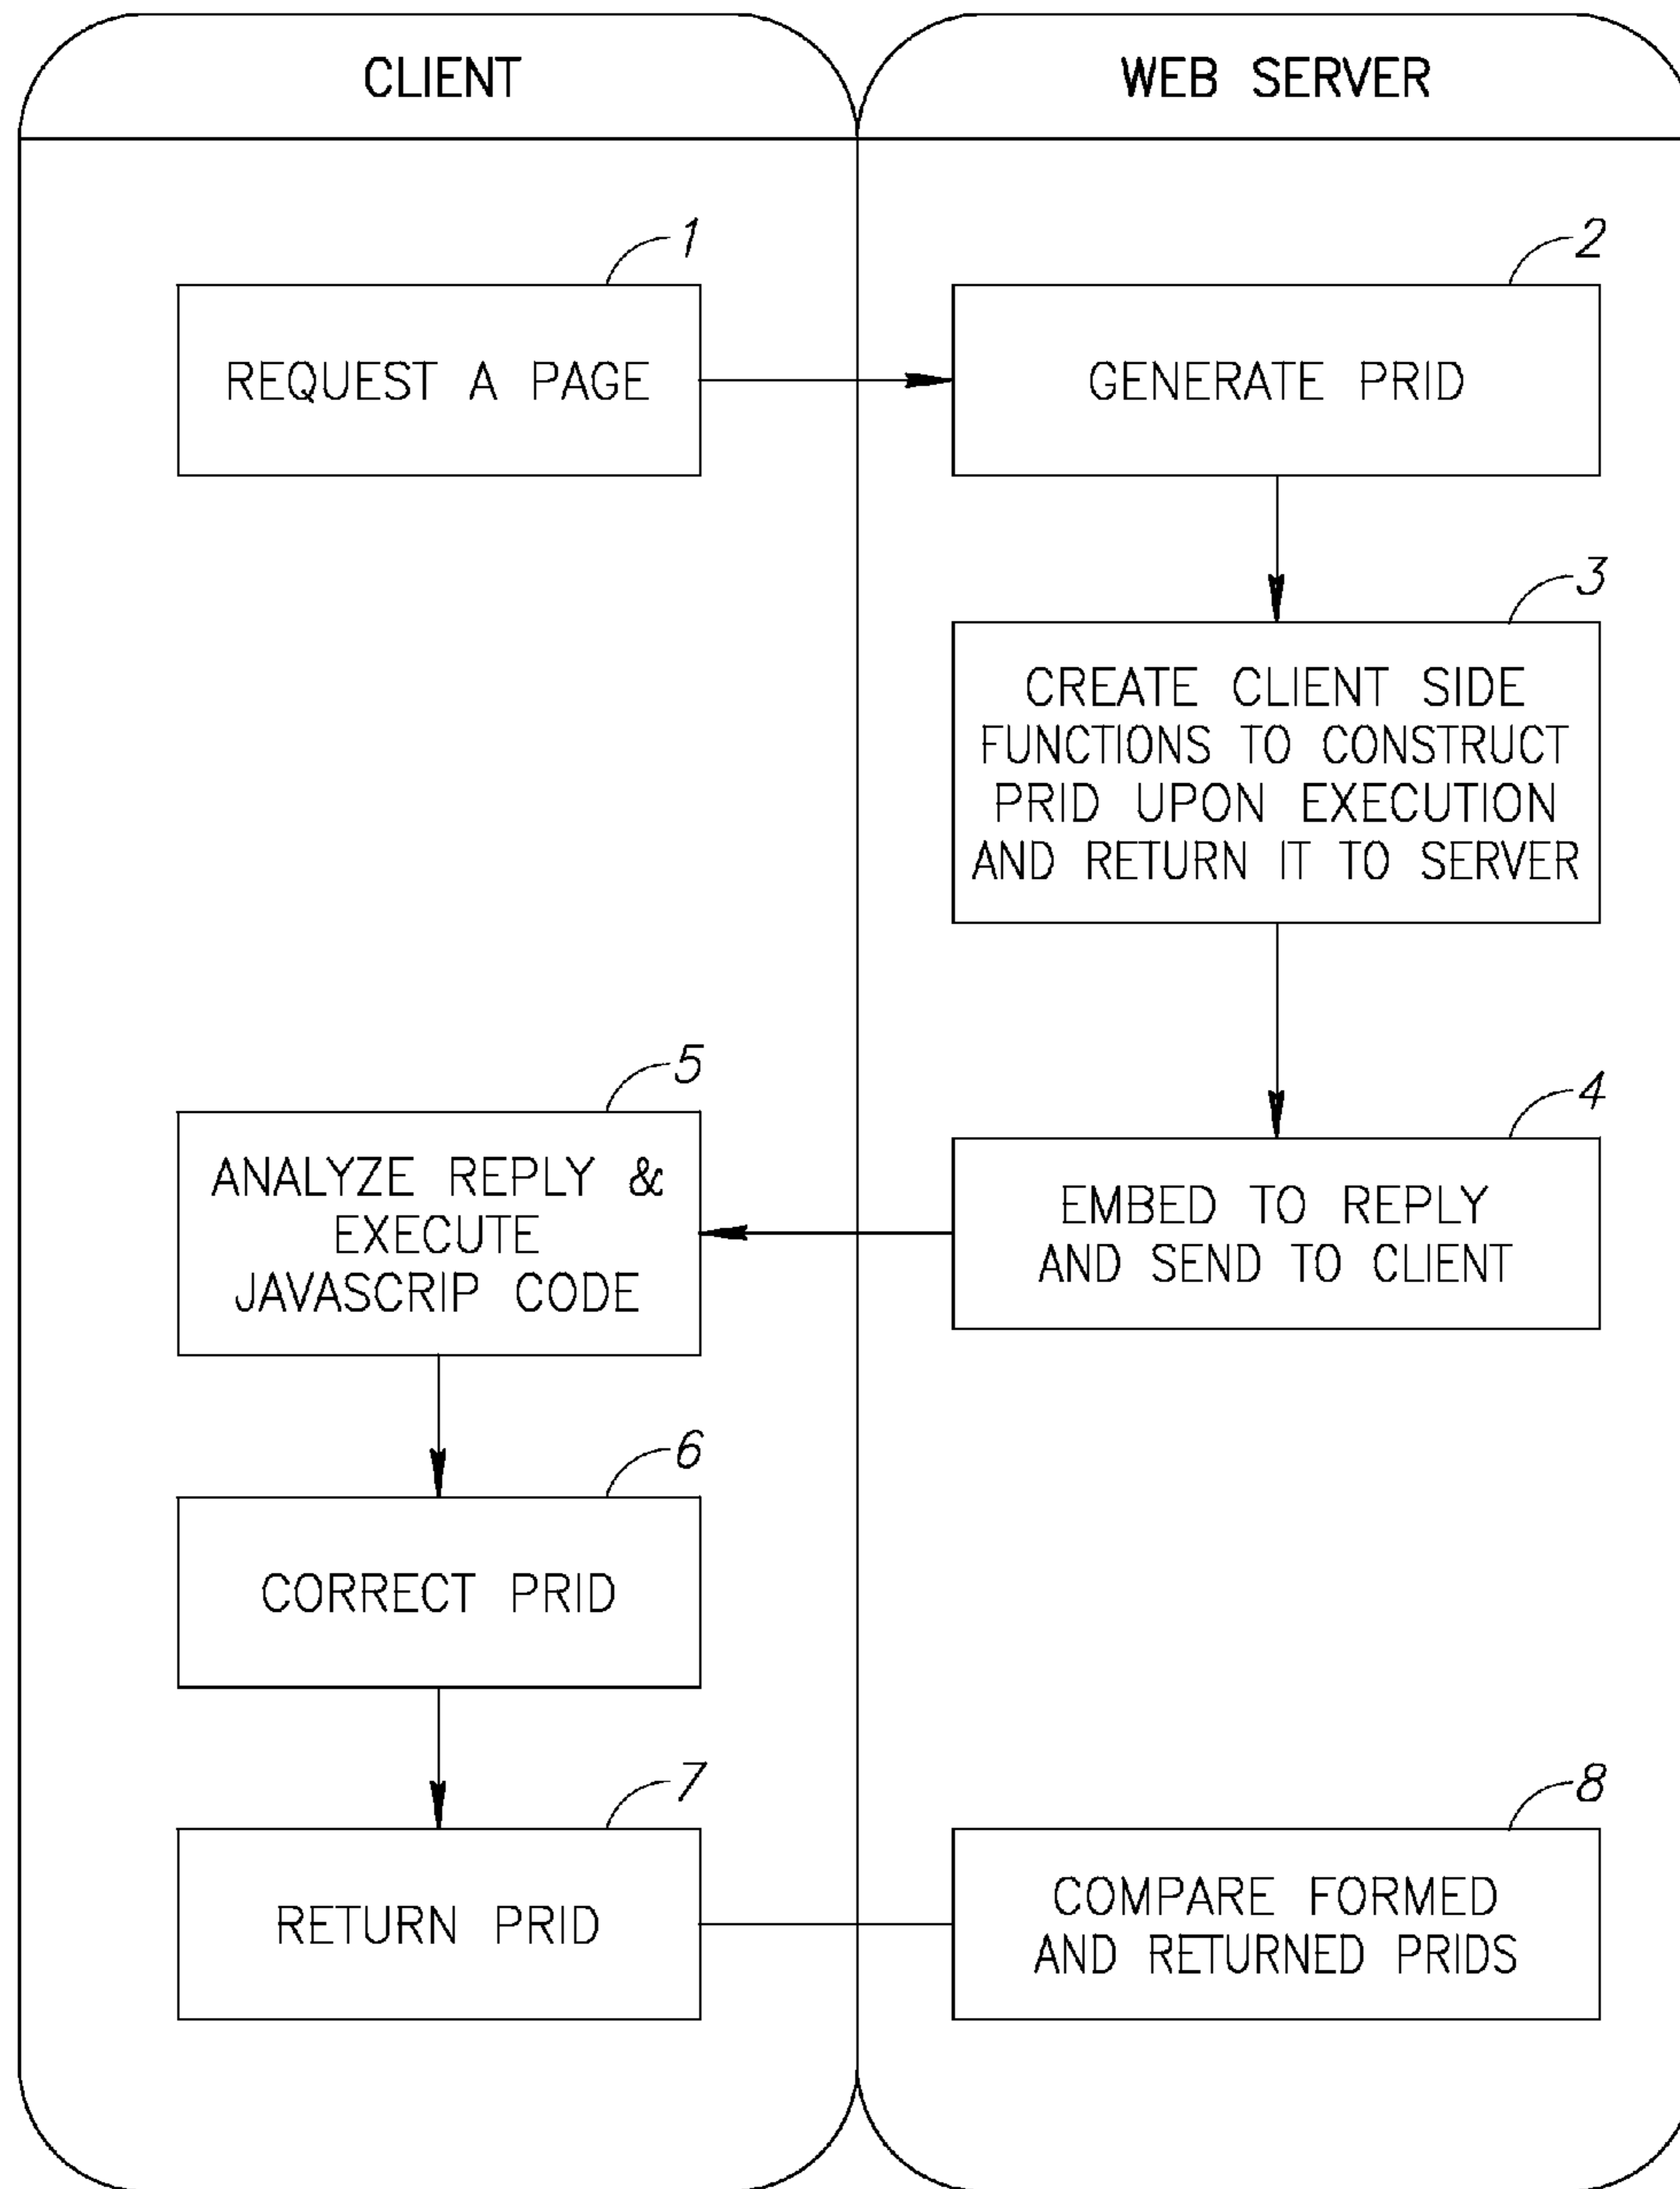 CLIENT
WEB SERVER
1
REQUEST A PAGE
2
GENERATE PRID
3
CREATE CLIENT SIDE
FUNCTIONS TO CONSTRUCT
PRID UPON EXECUTION
AND RETURN IT TO SERVER
4
EMBED TO REPLY
AND SEND TO CLIENT
5
ANALYZE REPLY &
EXECUTE
JAVASCRIP CODE
6
CORRECT PRID
7
RETURN PRID
8
COMPARE FORMED
AND RETURNED PRIDS